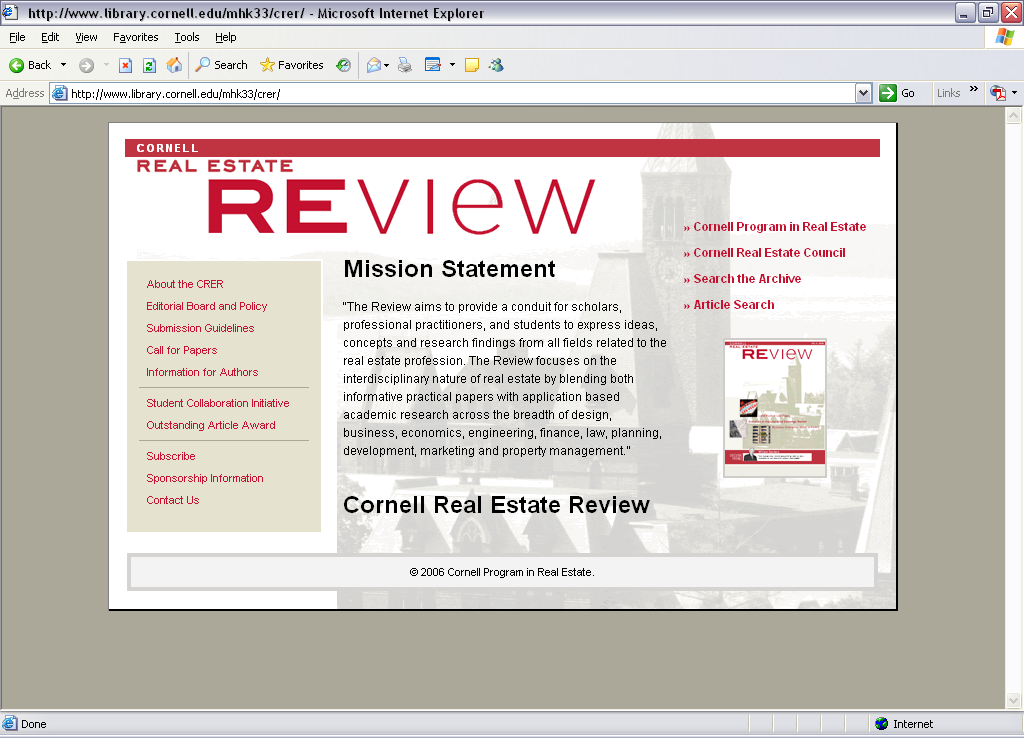 http://www.library.cornell.edu/mhk33/crer/ - Microsoft Internet Explorer
File Edit View Favorites Tools Help
Back Search Favorites
Address http://www.library.cornell.edu/mhk33/crer/ Go Links »
CORNELL
REAL ESTATE
REVIEW
» Cornell Program in Real Estate
» Cornell Real Estate Council
» Search the Archive
» Article Search
About the CRER
Editorial Board and Policy
Submission Guidelines
Call for Papers
Information for Authors
Student Collaboration Initiative
Outstanding Article Award
Subscribe
Sponsorship Information
Contact Us
Mission Statement
"The Review aims to provide a conduit for scholars,
professional practitioners, and students to express ideas,
concepts and research findings from all fields related to the
real estate profession. The Review focuses on the
interdisciplinary nature of real estate by blending both
informative practical papers with application based
academic research across the breadth of design,
business, economics, engineering, finance, law, planning,
development, marketing and property management."
Cornell Real Estate Review
CORNELL
REAL ESTATE
REVIEW
© 2006 Cornell Program in Real Estate.
Done Internet